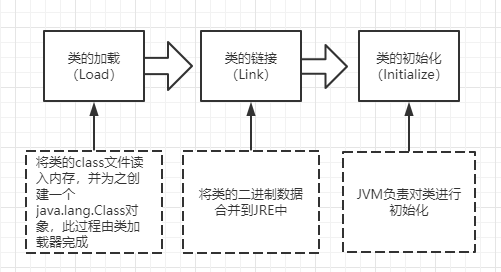 类的加载
（Load）
类的链接
（Link）
类的初始化
（Initialize）
将类的class文件读
入内存，并为之创
建一个
java.lang.Class对
象，此过程由类加
载器完成
将类的二进制数据
合并到JRE中
JVM负责对类进行
初始化